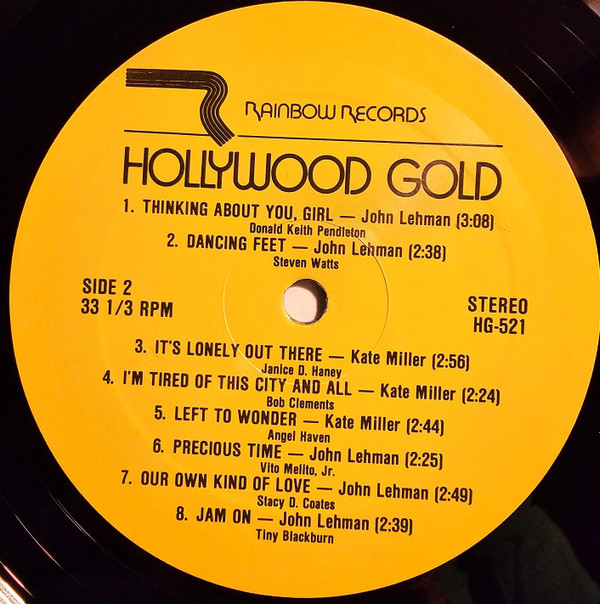 RAINBOW RECORDS
HOLLYWOOD GOLD
1. THINKING ABOUT YOU, GIRL — John Lehman (3:08)
Donald Keith Pendleton
2. DANCING FEET — John Lehman (2:38)
Steven Watts
SIDE 2
33 1/3 RPM
STEREO
HG-521
3. IT'S LONELY OUT THERE — Kate Miller (2:56)
Janice D. Haney
4. I'M TIRED OF THIS CITY AND ALL — Kate Miller (2:24)
Bob Clements
5. LEFT TO WONDER — Kate Miller (2:44)
Angel Haven
6. PRECIOUS TIME — John Lehman (2:25)
Vito Melito, Jr.
7. OUR OWN KIND OF LOVE — John Lehman (2:49)
Stacy D. Coates
8. JAM ON — John Lehman (2:39)
Tiny Blackburn